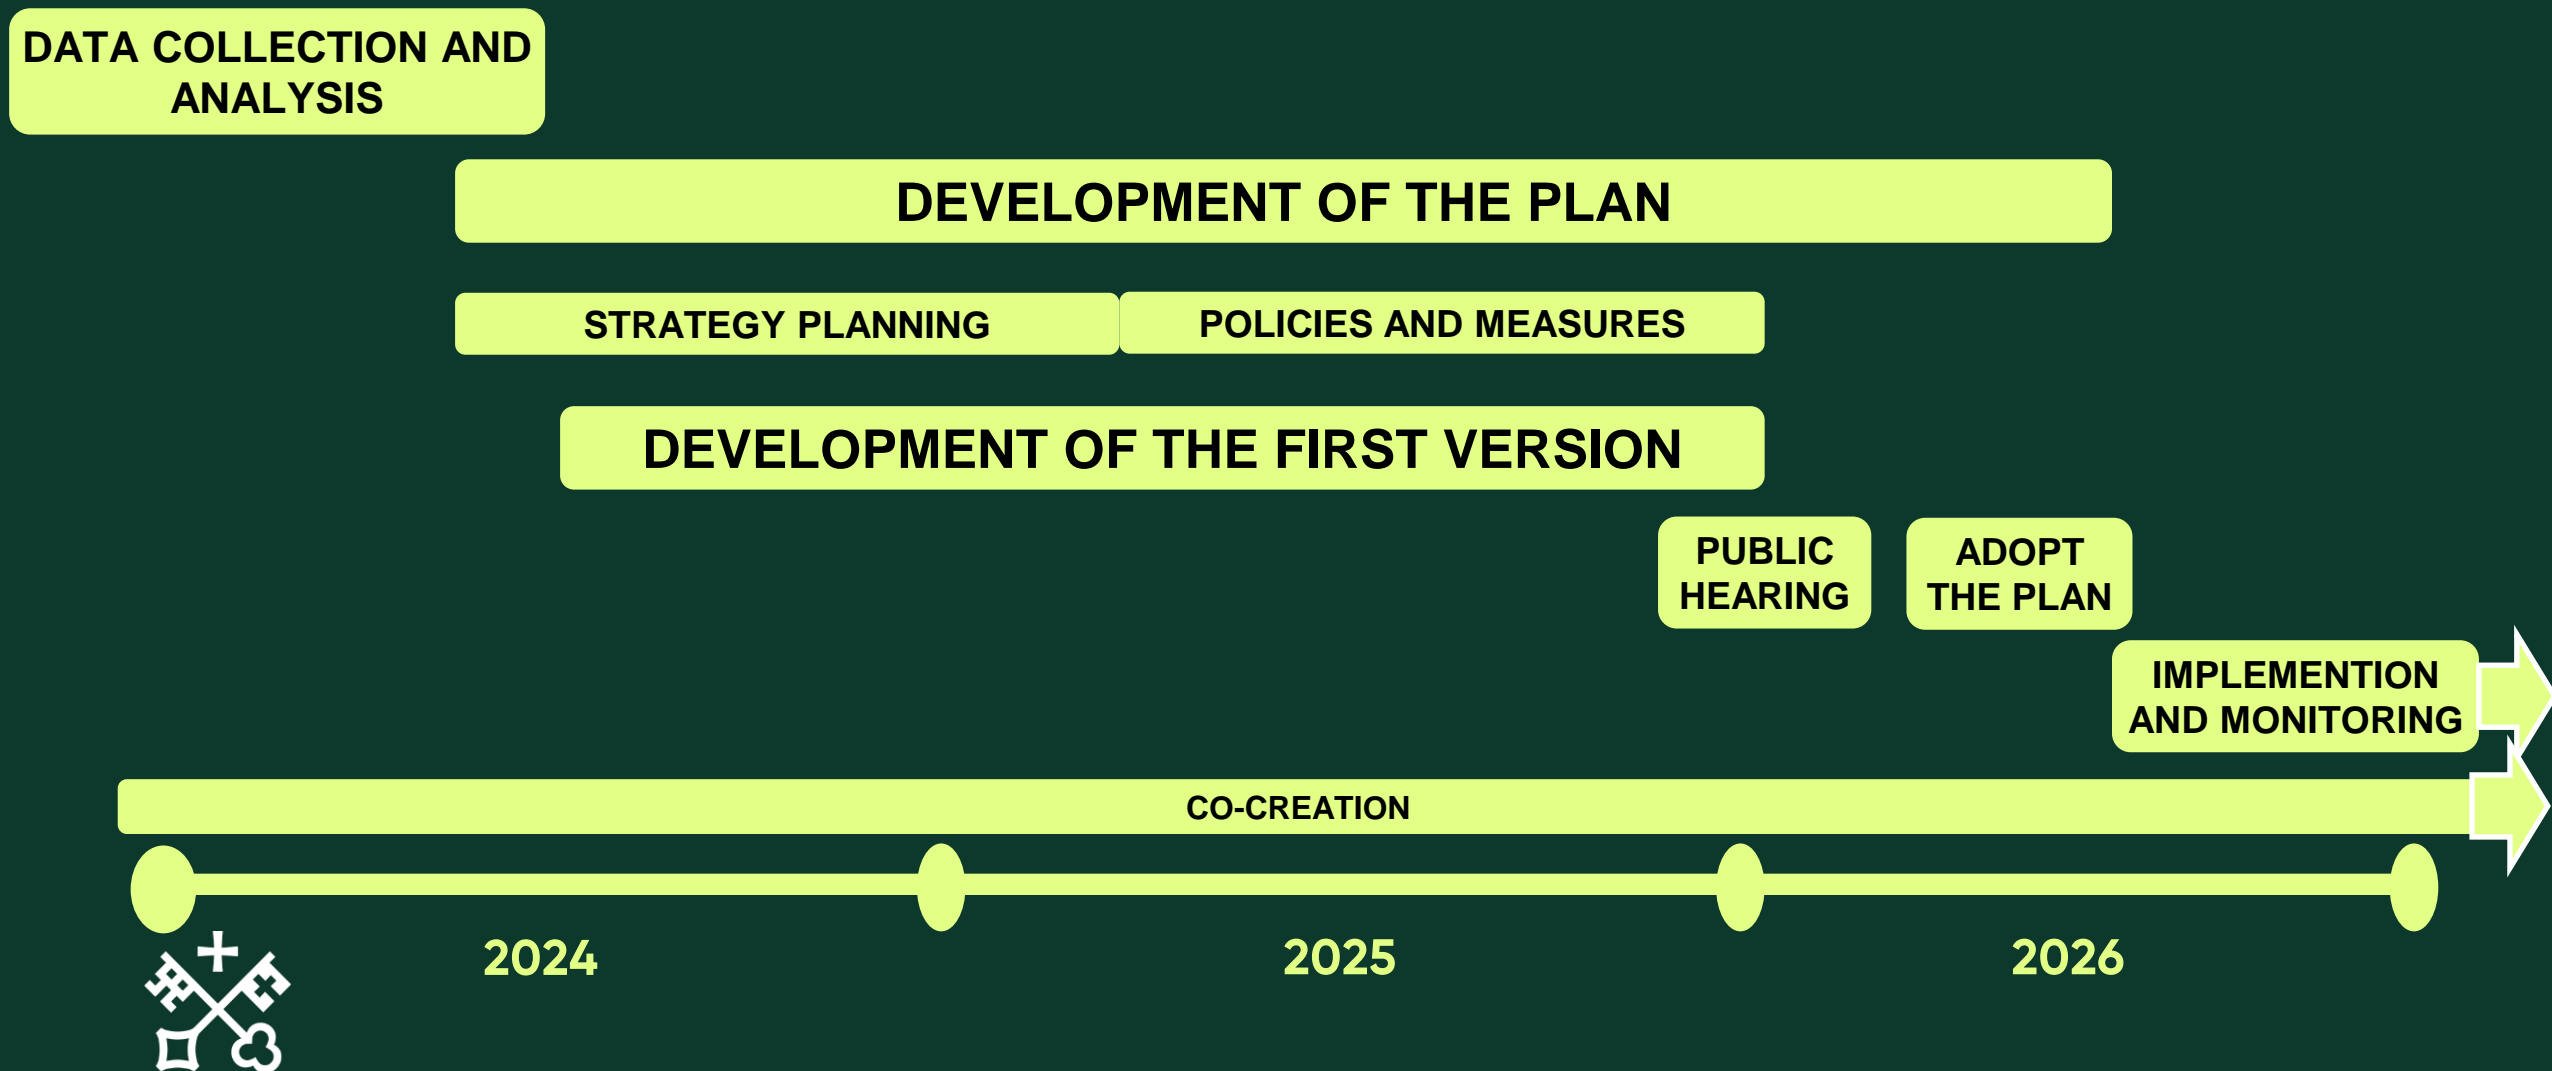 DATA COLLECTION AND
ANALYSIS
DEVELOPMENT OF THE PLAN
STRATEGY PLANNING
POLICIES AND MEASURES
DEVELOPMENT OF THE FIRST VERSION
PUBLIC
HEARING
ADOPT
THE PLAN
IMPLEMENTION
AND MONITORING
CO-CREATION
2024
2025
2026